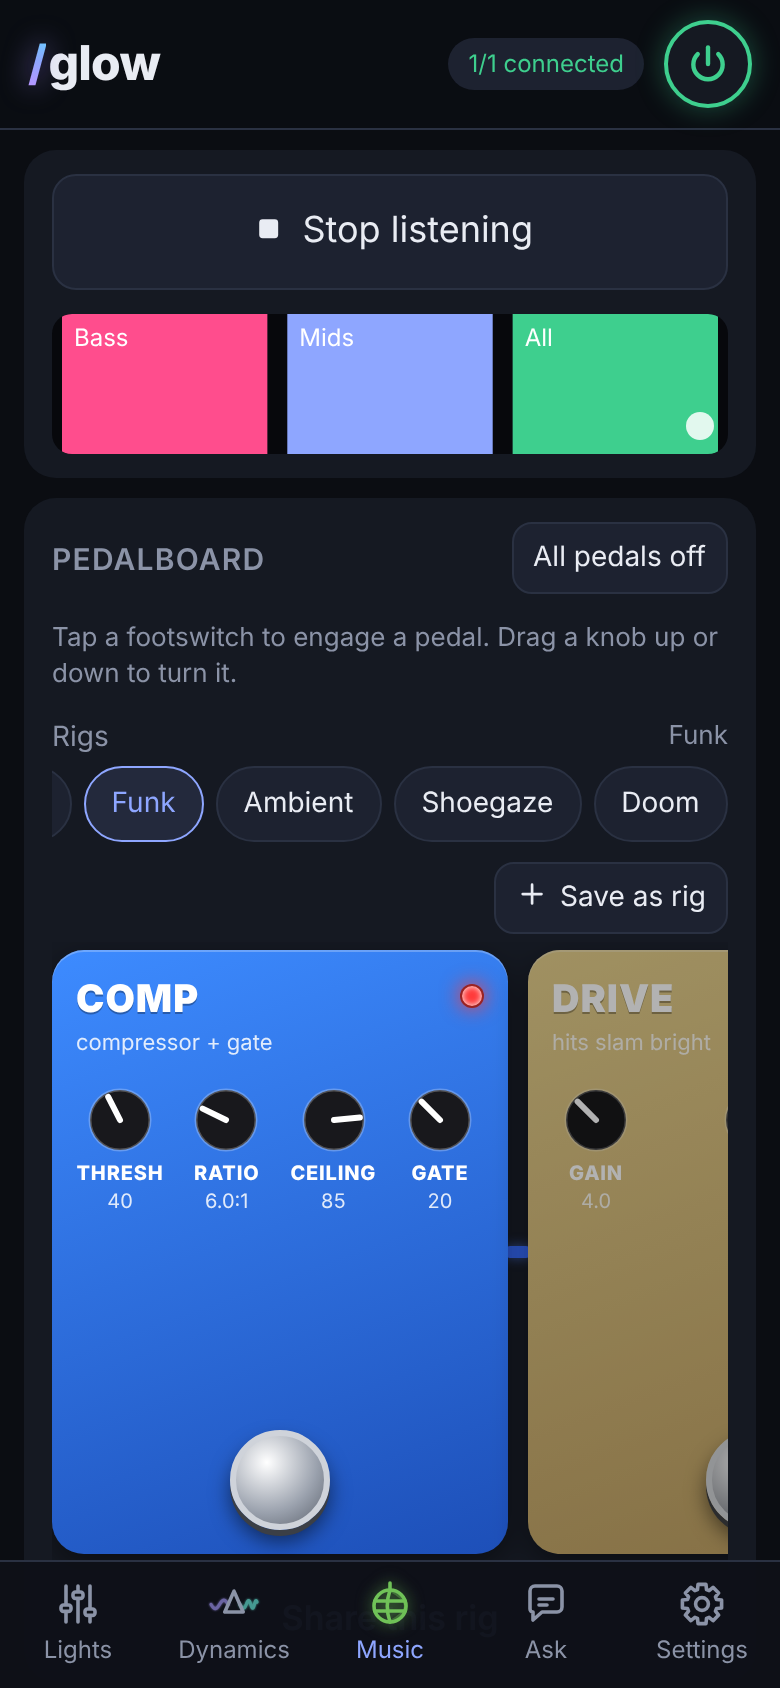 /glow
1/1 connected
Stop listening
Bass
Mids
All
PEDALBOARD
All pedals off
Tap a footswitch to engage a pedal. Drag a knob up or
down to turn it.
Rigs
Funk
Funk
Ambient
Shoegaze
Doom
+ Save as rig
COMP
compressor + gate
THRESH
RATIO
CEILING
GATE
40
6.0:1
85
20
DRIVE
hits slam bright
GAIN
4.0
Share this rig
Lights
Dynamics
Music
Ask
Settings